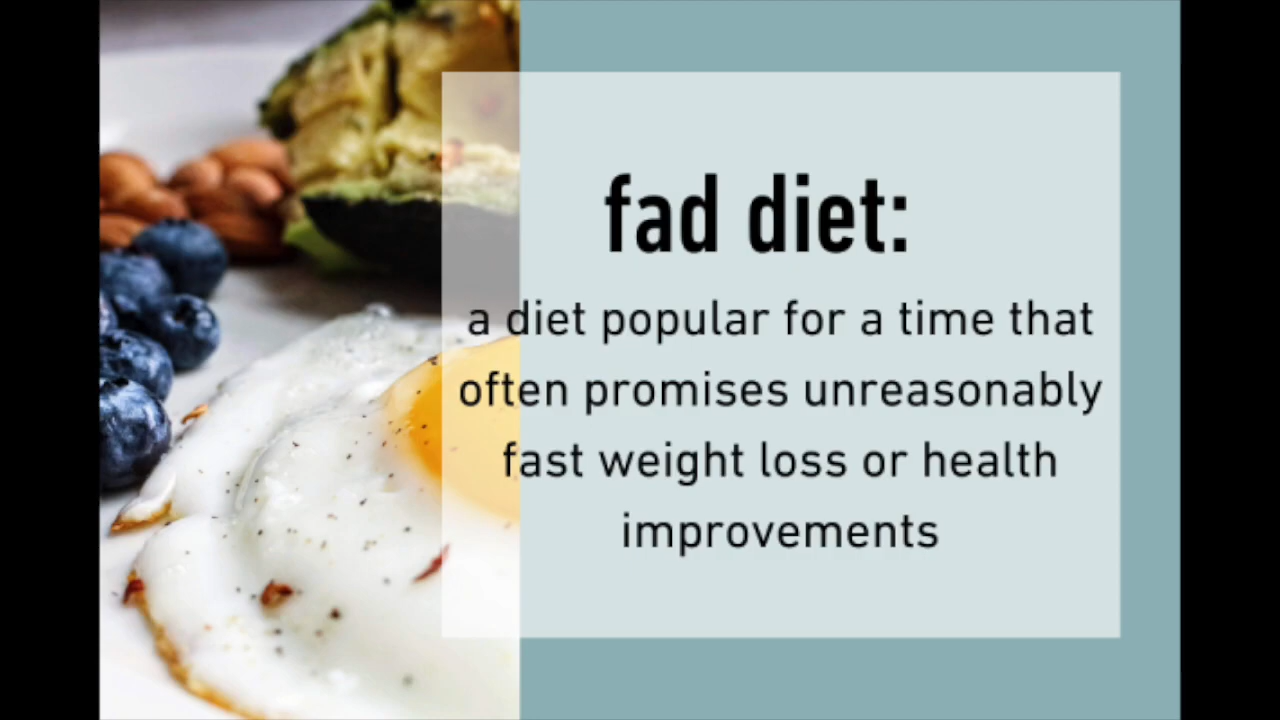 fad diet:
a diet popular for a time that
often promises unreasonably
fast weight loss or health
improvements